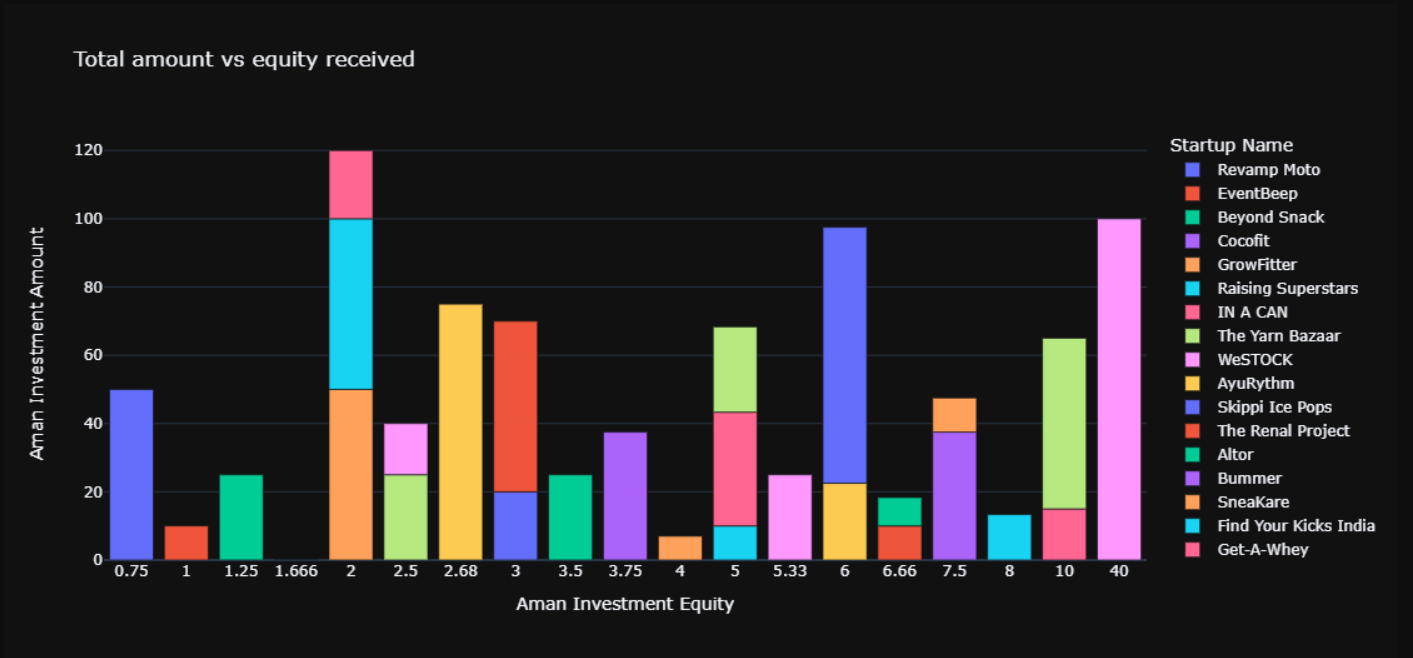 Total amount vs equity received
120
100
80
60
40
20
0
Aman Investment Amount
0.75 1 1.25 1.666 2 2.5 2.68 3 3.5 3.75 4 5 5.33 6 6.66 7.5 8 10 40
Aman Investment Equity
Startup Name
Revamp Moto
EventBeep
Beyond Snack
Cocofit
GrowFitter
Raising Superstars
IN A CAN
The Yarn Bazaar
WeSTOCK
AyuRythm
Skippi Ice Pops
The Renal Project
Altor
Bummer
SneaKare
Find Your Kicks India
Get-A-Whey